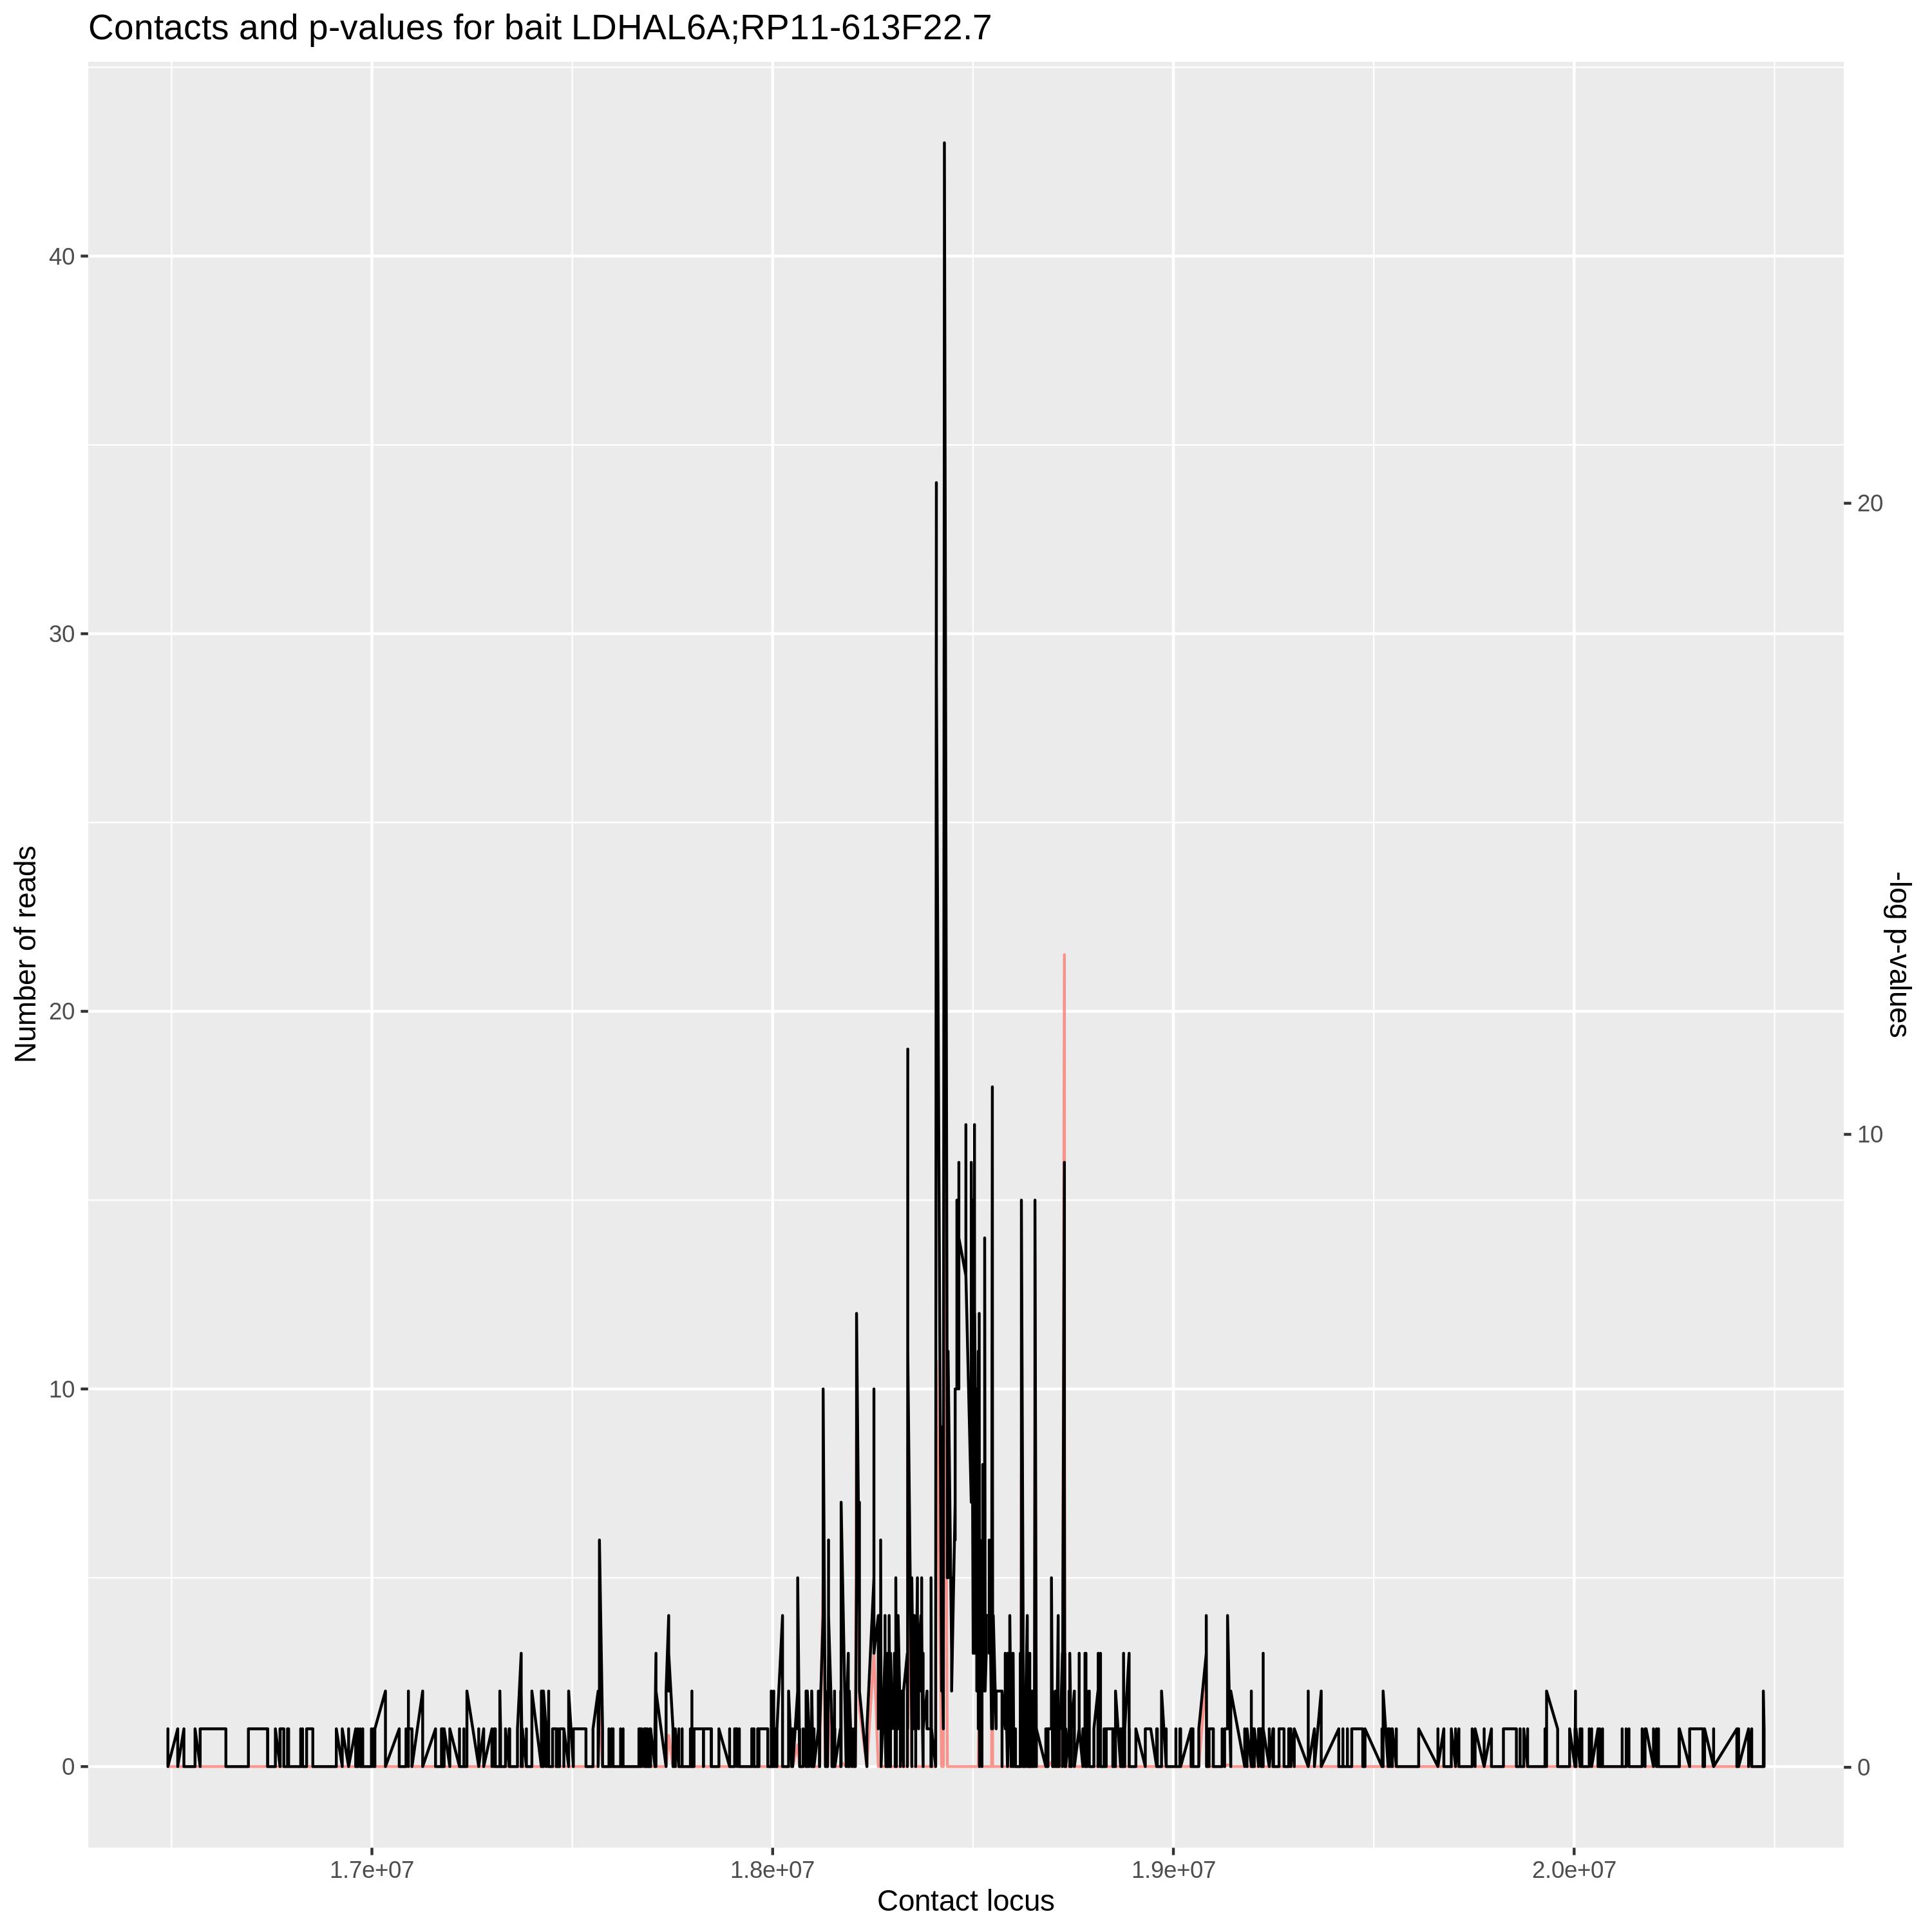 Contacts and p-values for bait LDHAL6A;RP11-613F22.7
40
30
20
10
0
Number of reads
20
10
0
-log p-values
1.7e+07
1.8e+07
1.9e+07
2.0e+07
Contact locus